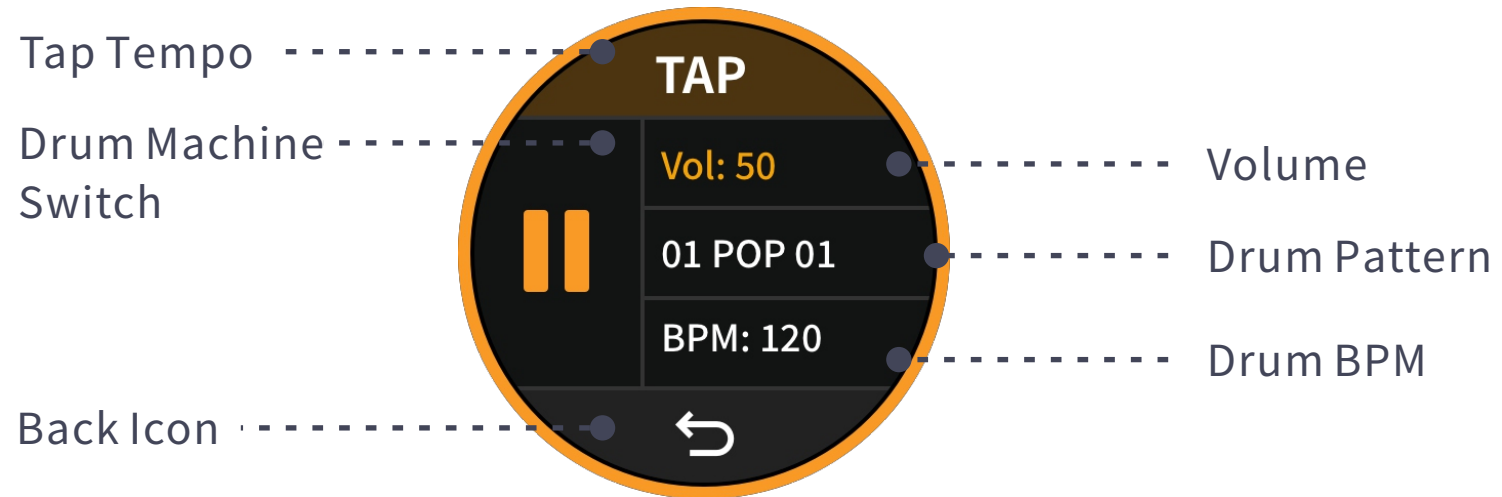 Tap Tempo
TAP
Drum Machine
Switch
Vol: 50
Volume
01 POP 01
Drum Pattern
BPM: 120
Drum BPM
Back Icon